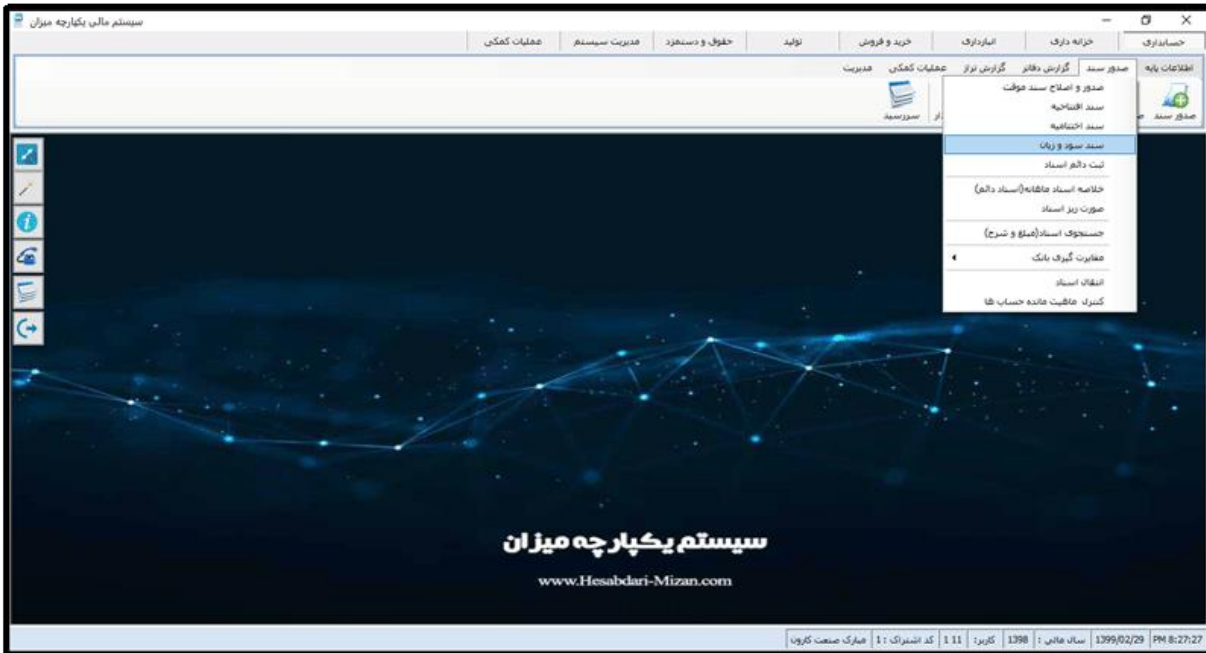 سیستم مالی یکپارچه میزان
حسابداری خزانه داری انبارداری خرید و فروش تولید حقوق و دستمزد مدیریت سیستم عملیات کمکی
اطلاعات پایه صدور سند گزارش دفاتر گزارش تراز عملیات کمکی مدیریت
صدور سند
سررسید
صدور و اصلاح سند موقت
سند افتتاحیه
سند اختتامیه
سند سود و زیان
ثبت دائم اسناد
خلاصه اسناد ماهانه(اسناد دائم)
صورت ریز اسناد
جستجوی اسناد(مبلغ و شرح)
مغایرت گیری بانک
انتقال اسناد
کنترل ماهیت مانده حساب ها
سیستم یکپارچه میزان
www.Hesabdari-Mizan.com
PM 8:27:27 1399/02/29 سال مالی : 1398 کاربر: 11 1 کد اشتراک : 1 مبارک صنعت کارون